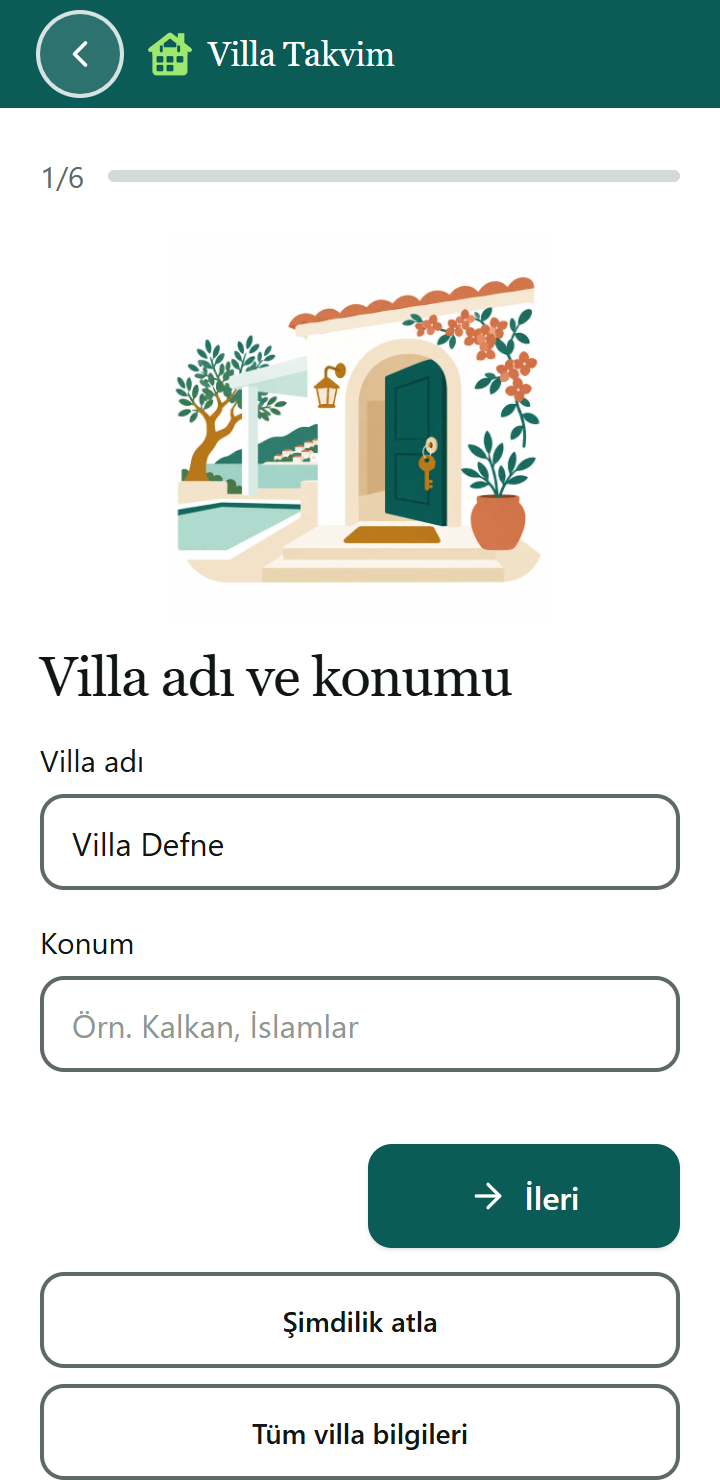 Villa Takvim
1/6
Villa adı ve konumu
Villa adı
Villa Defne
Konum
Örn. Kalkan, İslamlar
İleri
Şimdilik atla
Tüm villa bilgileri